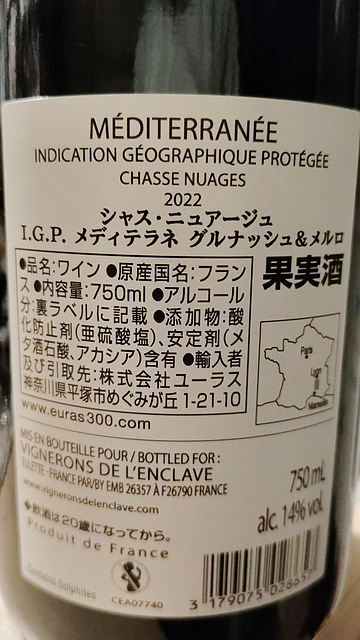 MÉDITERRANÉE
INDICATION GÉOGRAPHIQUE PROTÉGÉE
CHASSE NUAGES
2022
シャス・ニュアージュ
I.G.P. メディテラネ グルナッシュ&メルロ
●品名:ワイン ●原産国名:フラン
ス ●内容量:750ml ●アルコール
分:裏ラベルに記載 ●添加物:酸
化防止剤(亜硫酸塩)、安定剤(メ
タ酒石酸、アカシア)含有 ●輸入者
及び引取先:株式会社ユーラス
神奈川県平塚市めぐみが丘1-21-10
果実酒
Paris
Lyon
Marseille
www.euras300.com
MIS EN BOUTEILLE POUR / BOTTLED FOR :
VIGNERONS DE L'ENCLAVE
TULETTE - FRANCE PAR/BY EMB 26357 À F26790 FRANCE
www.vigneronsdelenclave.com
750 mL
alc. 14% vol.
◆飲酒は20歳になってから。
Produit de France
Contains Sulphites
CEA07740
3 179075 028657